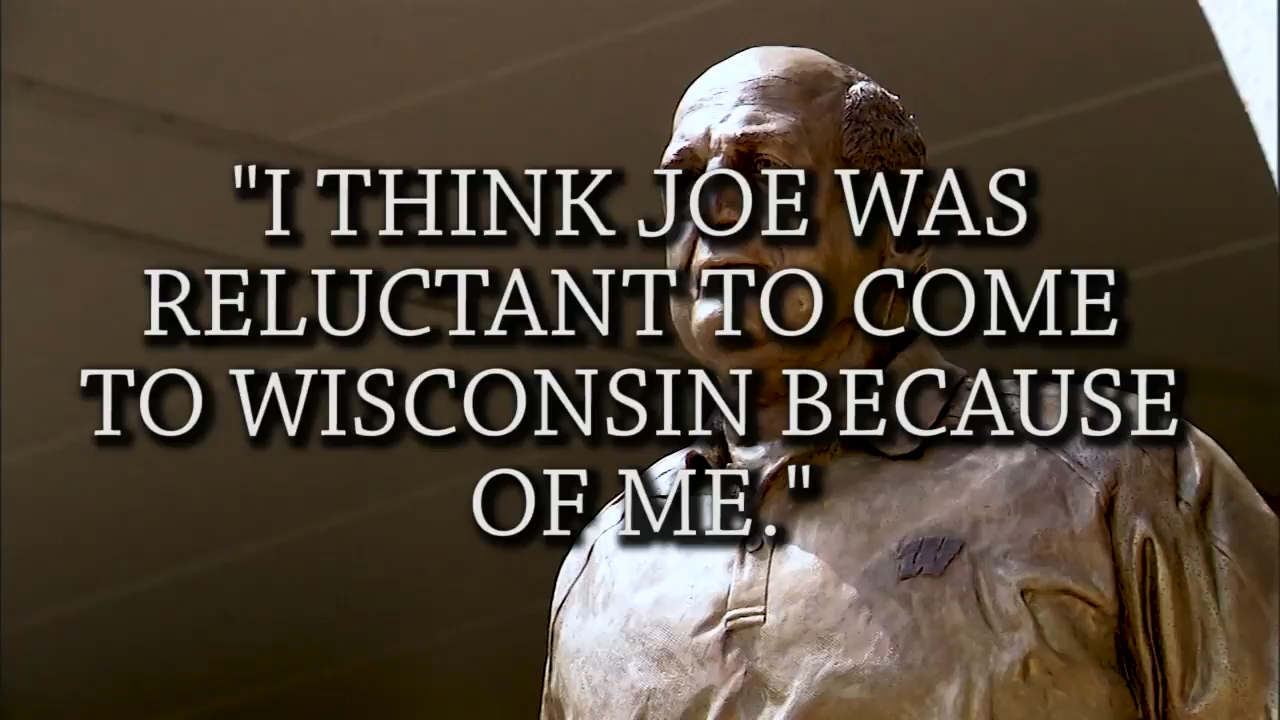 "I THINK JOE WAS
RELUCTANT TO COME
TO WISCONSIN BECAUSE
OF ME."
W